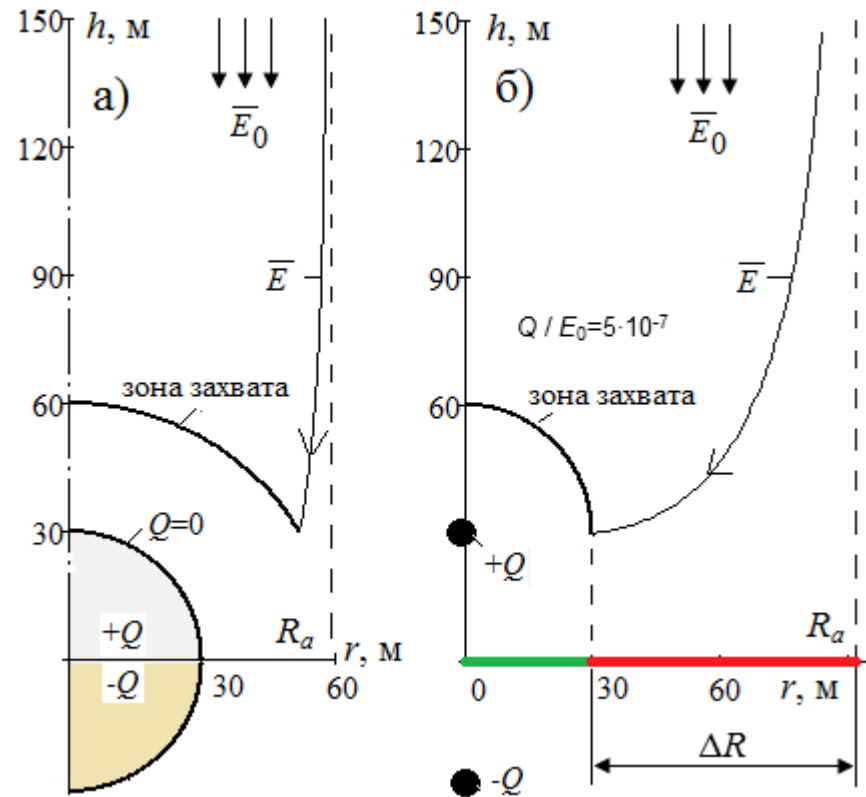 150
h, м
а)
E₀
120
90
E
зона захвата
60
30
Q=0
+Q
-Q
Rₐ
r, м
30
60
150
h, м
б)
E₀
120
90
E
Q / E₀=5·10⁻⁷
зона захвата
60
30
+Q
Rₐ
0
30
60
r, м
ΔR
-Q